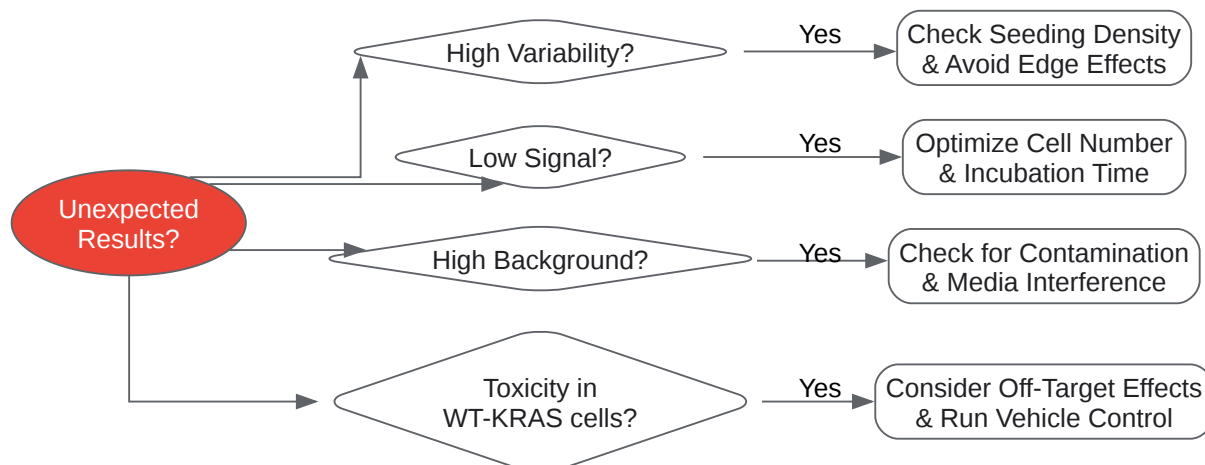 High Variability?
Yes
Check Seeding Density
& Avoid Edge Effects
Low Signal?
Yes
Optimize Cell Number
& Incubation Time
Unexpected
Results?
High Background?
Yes
Check for Contamination
& Media Interference
Toxicity in
WT-KRAS cells?
Yes
Consider Off-Target Effects
& Run Vehicle Control